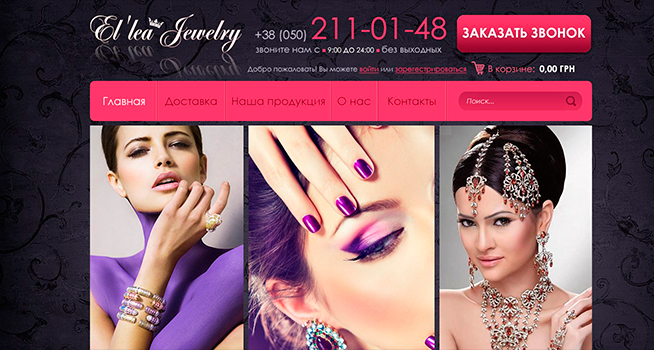 El'lea Jewelry
+38 (050) 211-01-48
звоните нам с 9:00 до 24:00 без выходных
ЗАКАЗАТЬ ЗВОНОК
Добро пожаловать! Вы можете войти или зарегестрироваться
В корзине: 0,00 ГРН
Главная Доставка Наша продукция О нас Контакты Поиск...